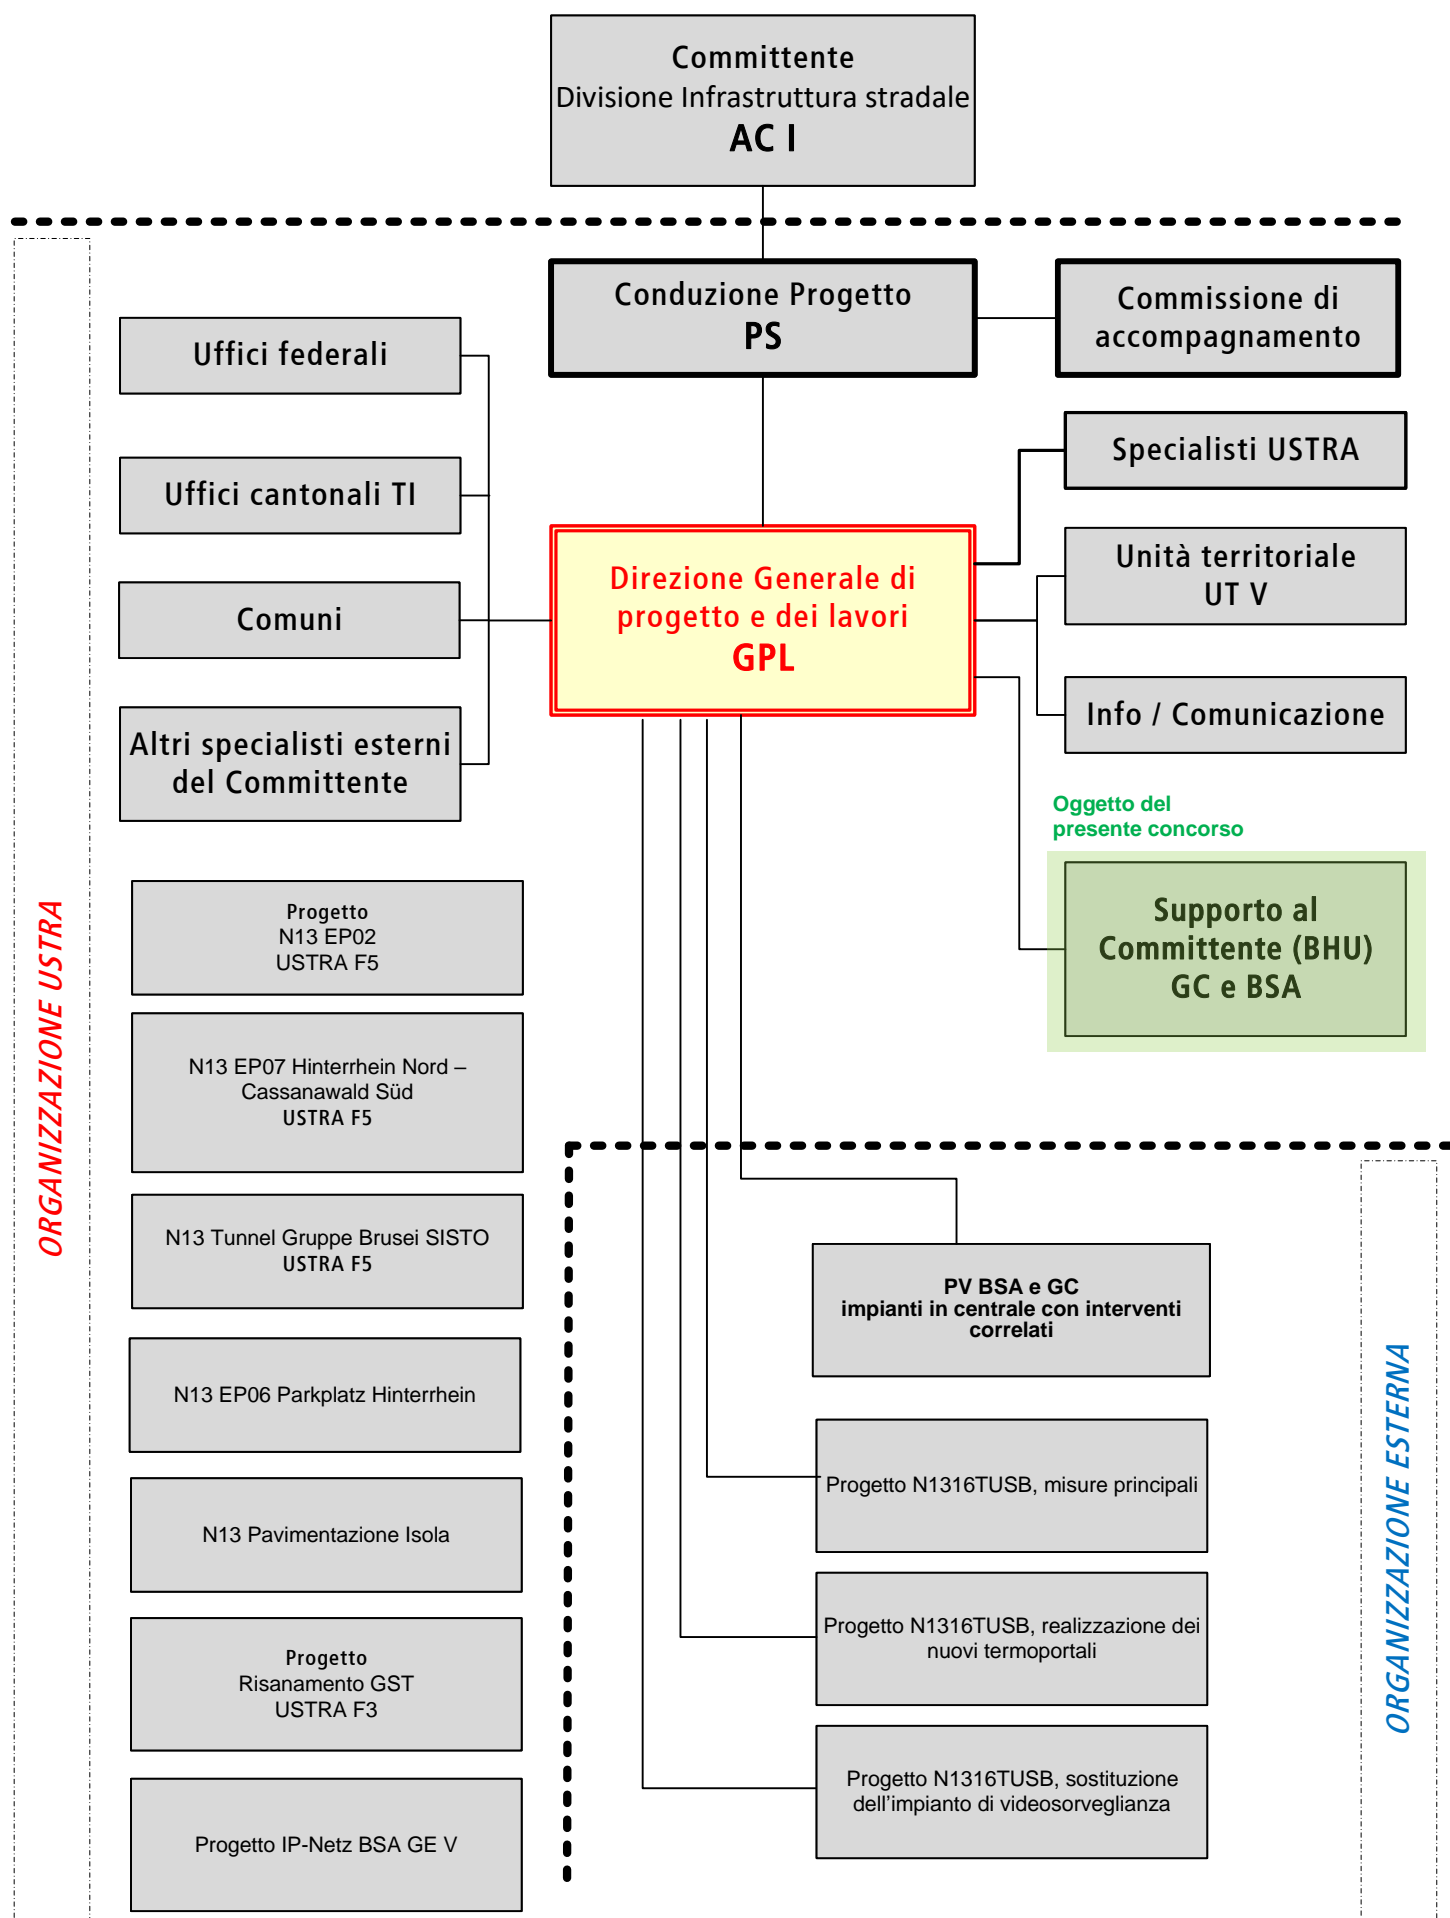 Committente
Divisione Infrastruttura stradale
AC I
Conduzione Progetto
PS
Commissione di
accompagnamento
Uffici federali
Uffici cantonali TI
Comuni
Altri specialisti esterni
del Committente
Direzione Generale di
progetto e dei lavori
GPL
Specialisti USTRA
Unità territoriale
UT V
Info / Comunicazione
Oggetto del
presente concorso
Supporto al
Committente (BHU)
GC e BSA
ORGANIZZAZIONE USTRA
Progetto
N13 EP02
USTRA F5
N13 EP07 Hinterrhein Nord –
Cassanawald Süd
USTRA F5
N13 Tunnel Gruppe Brusei SISTO
USTRA F5
N13 EP06 Parkplatz Hinterrhein
N13 Pavimentazione Isola
Progetto
Risanamento GST
USTRA F3
Progetto IP-Netz BSA GE V
PV BSA e GC
impianti in centrale con interventi
correlati
Progetto N1316TUSB, misure principali
Progetto N1316TUSB, realizzazione dei
nuovi termoportali
Progetto N1316TUSB, sostituzione
dell'impianto di videosorveglianza
ORGANIZZAZIONE ESTERNA